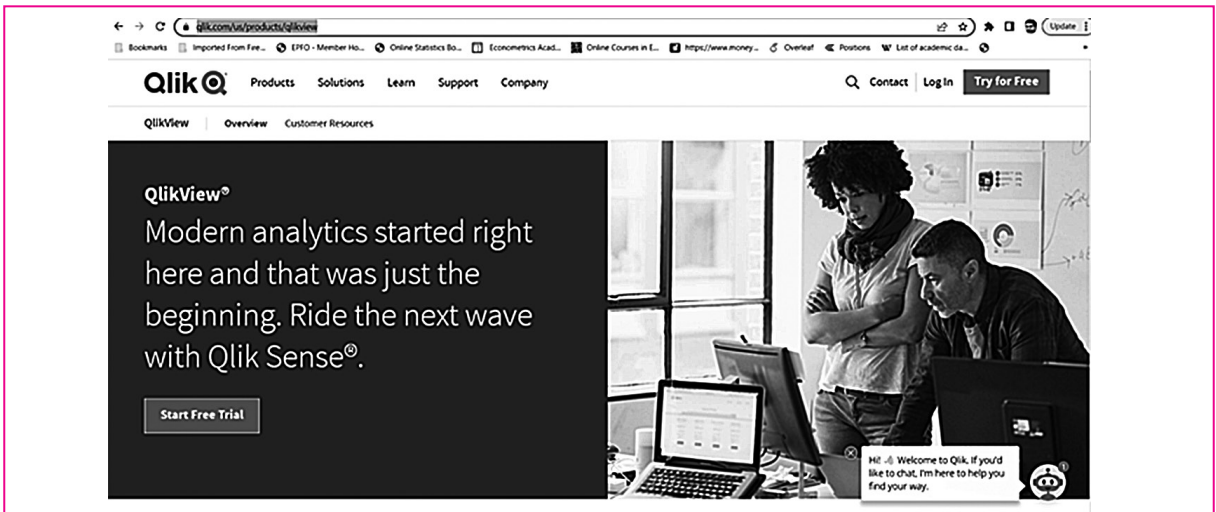 qlik.com/us/products/qlikview
Update
Bookmarks Imported From Fire... EPFO - Member Ho... Online Statistics Bo... Econometrics Acad... Online Courses in E... https://www.money... Overleaf Positions List of academic da...
Qlik Products Solutions Learn Support Company Contact Log In Try for Free
QlikView Overview Customer Resources
QlikView®
Modern analytics started right
here and that was just the
beginning. Ride the next wave
with Qlik Sense®.
Start Free Trial
Hi! Welcome to Qlik. If you'd
like to chat, I'm here to help you
find your way.
1